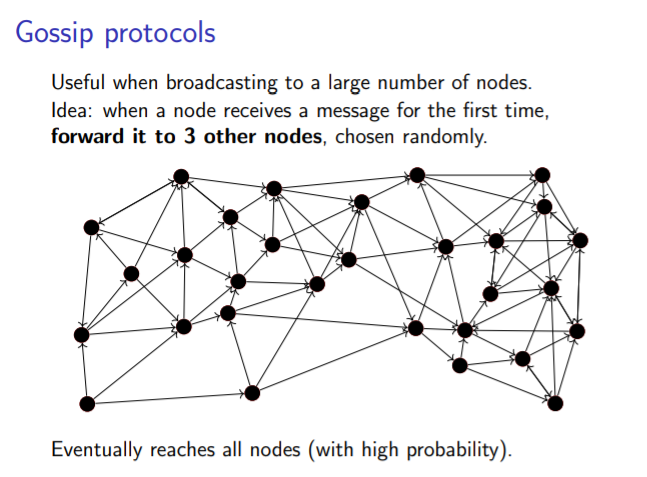 Gossip protocols
Useful when broadcasting to a large number of nodes.
Idea: when a node receives a message for the first time,
forward it to 3 other nodes, chosen randomly.
Eventually reaches all nodes (with high probability).